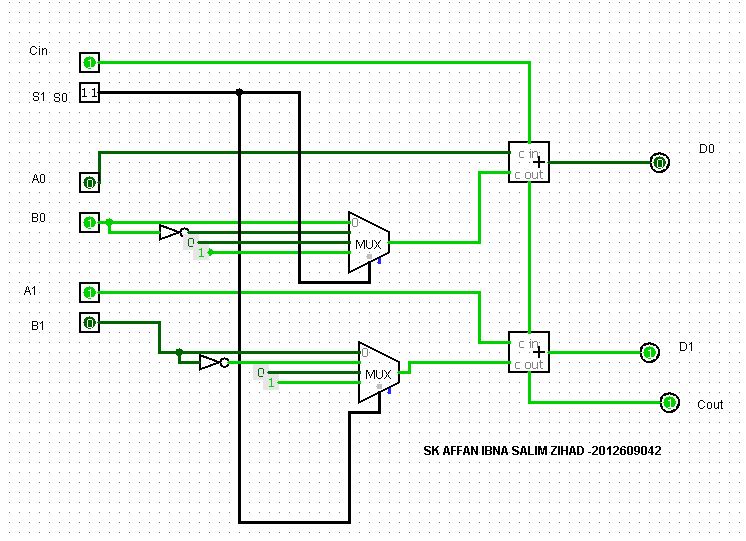 Cin
1
S1 S0
1 1
c in
D0
c out
0
A0
0
B0
1
0
0
MUX
1
A1
1
B1
0
c in
D1
1
c out
0
0
MUX
1
1
Cout
SK AFFAN IBNA SALIM ZIHAD -2012609042